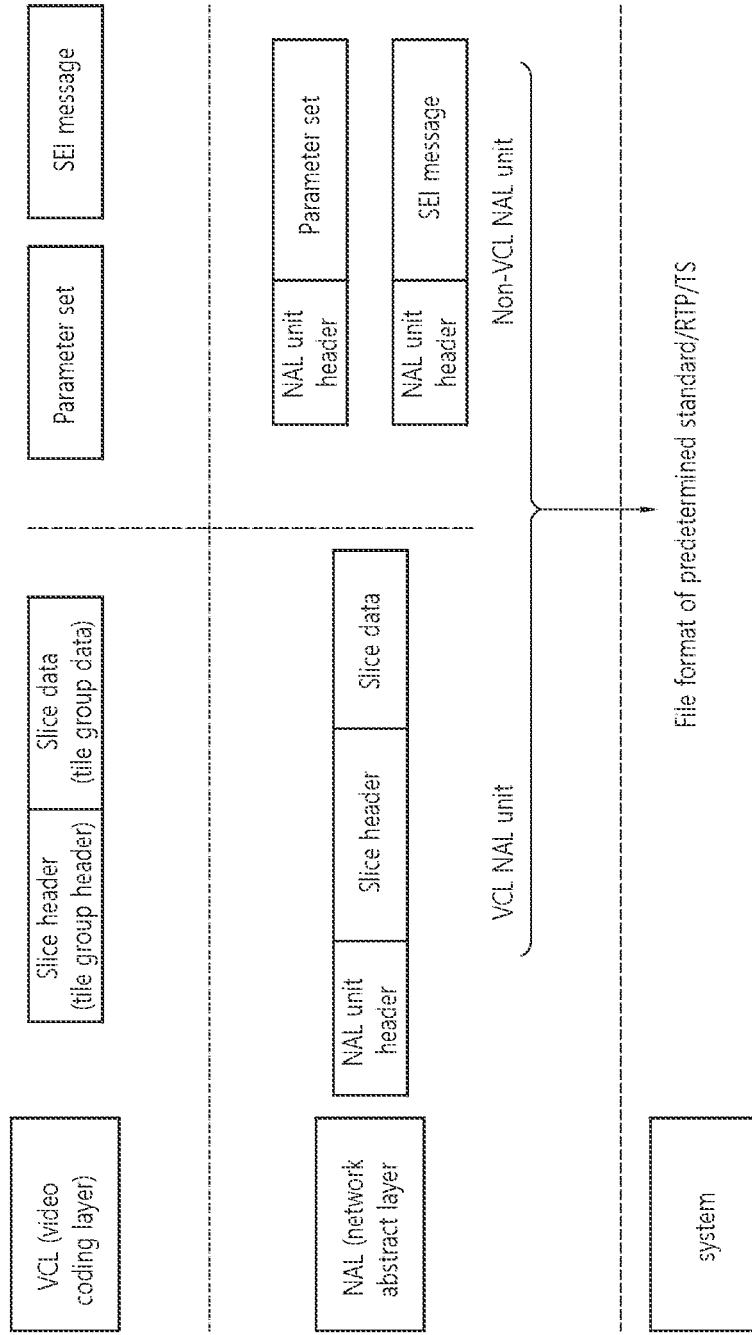 VCL (video
coding layer)
Slice header
(tile group header)
Slice data
(tile group data)
Parameter set
SEI message
NAL (network
abstract layer
NAL unit
header
Slice header
Slice data
NAL unit
header
Parameter set
NAL unit
header
SEI message
VCL NAL unit
Non-VCL NAL unit
system
File format of predetermined standard/RTP/TS